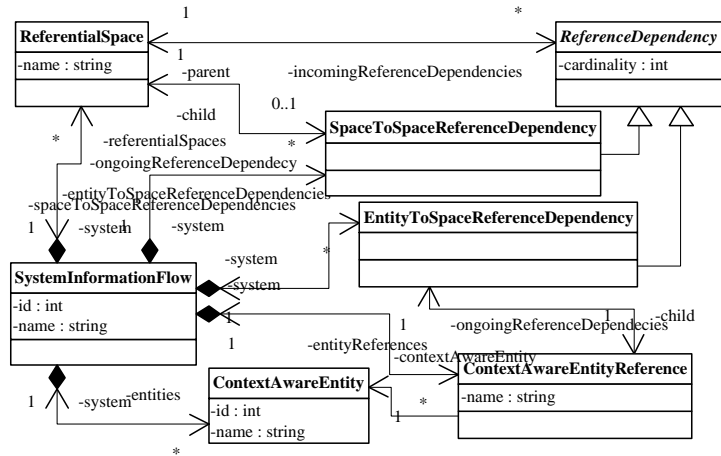 1
*
ReferentialSpace
-name : string
ReferenceDependency
-cardinality : int
1
-parent
-incomingReferenceDependencies
1
-child
0..1
SpaceToSpaceReferenceDependency
*
-referentialSpaces
*
-ongoingReferenceDependecy
-entityToSpaceReferenceDependencies
-spaceToSpaceReferenceDependencies
EntityToSpaceReferenceDependency
1
-system
1
-system
*
SystemInformationFlow
-id : int
-name : string
-system
-system
1
1
1
-ongoingReferenceDependecies
1
-child
-entityReferences
-contextAwareEntity
ContextAwareEntityReference
-name : string
ContextAwareEntity
-id : int
-name : string
1
-system
-entities
*
1
*